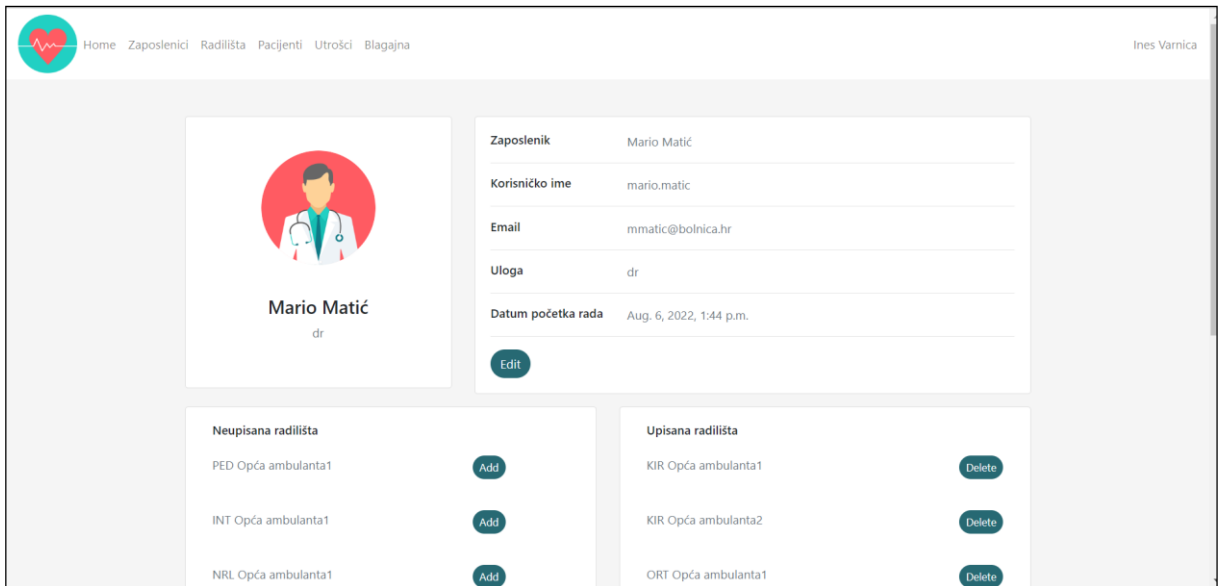 Home Zaposlenici Radilišta Pacijenti Utrošci Blagajna Ines Varnica
Mario Matić
dr
Zaposlenik Mario Matić
Korisničko ime mario.matic
Email mmatic@bolnica.hr
Uloga dr
Datum početka rada Aug. 6, 2022, 1:44 p.m.
Edit
Neupisana radilišta
PED Opća ambulanta1 Add
INT Opća ambulanta1 Add
NRL Opća ambulanta1 Add
Upisana radilišta
KIR Opća ambulanta1 Delete
KIR Opća ambulanta2 Delete
ORT Opća ambulanta1 Delete